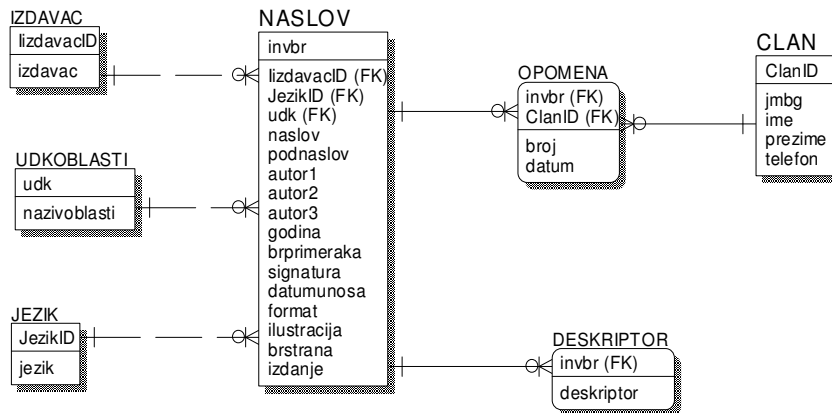 IZDAVAC
IizdavacID
izdavac
UDKOBLASTI
udk
nazivoblasti
JEZIK
JezikID
jezik
NASLOV
invbr
IizdavacID (FK)
JezikID (FK)
udk (FK)
naslov
podnaslov
autor1
autor2
autor3
godina
brprimeraka
signatura
datumunosa
format
ilustracija
brstrana
izdanje
OPOMENA
invbr (FK)
ClanID (FK)
broj
datum
CLAN
ClanID
jmbg
ime
prezime
telefon
DESKRIPTOR
invbr (FK)
deskriptor